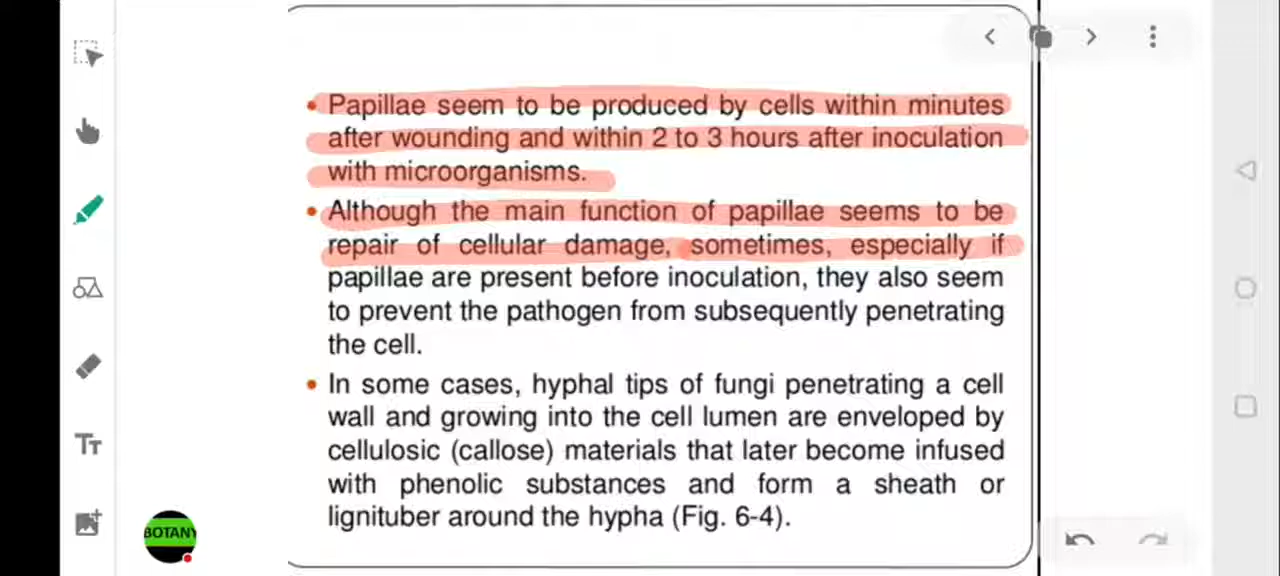 • Papillae seem to be produced by cells within minutes
after wounding and within 2 to 3 hours after inoculation
with microorganisms.
• Although the main function of papillae seems to be
repair of cellular damage, sometimes, especially if
papillae are present before inoculation, they also seem
to prevent the pathogen from subsequently penetrating
the cell.
• In some cases, hyphal tips of fungi penetrating a cell
wall and growing into the cell lumen are enveloped by
cellulosic (callose) materials that later become infused
with phenolic substances and form a sheath or
lignituber around the hypha (Fig. 6-4).
TT
BOTANY